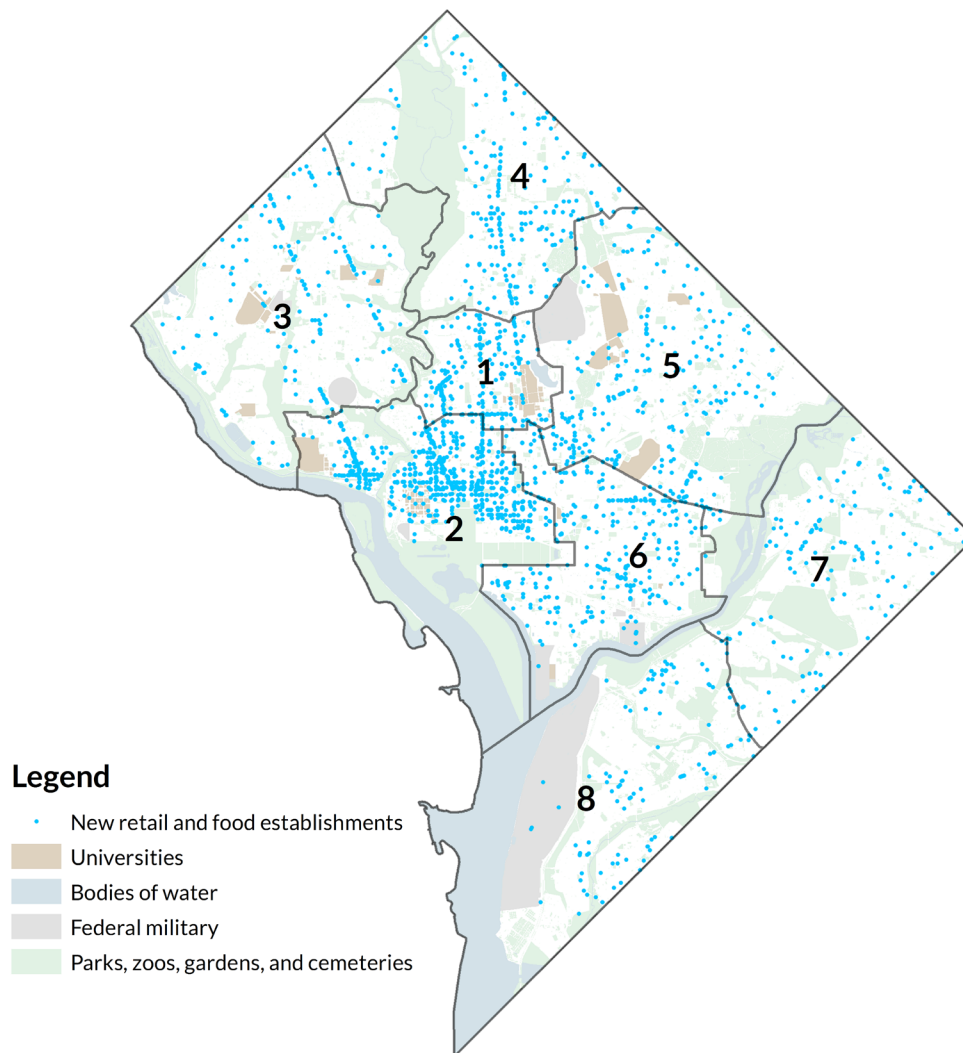 4
3
1
5
2
6
7
Legend
8
New retail and food establishments
Universities
Bodies of water
Federal military
Parks, zoos, gardens, and cemeteries